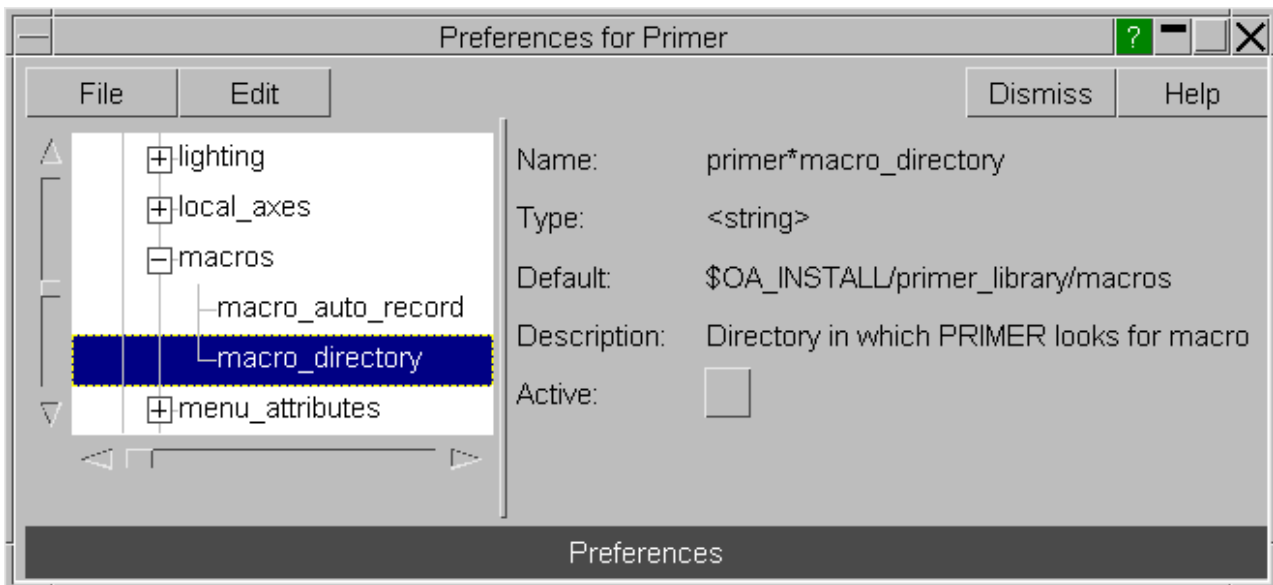 Preferences for Primer ?
File Edit Dismiss Help
lighting
local_axes
macros
macro_auto_record
macro_directory
menu_attributes
Name: primer*macro_directory
Type: <string>
Default: $OA_INSTALL/primer_library/macros
Description: Directory in which PRIMER looks for macro
Active:
Preferences